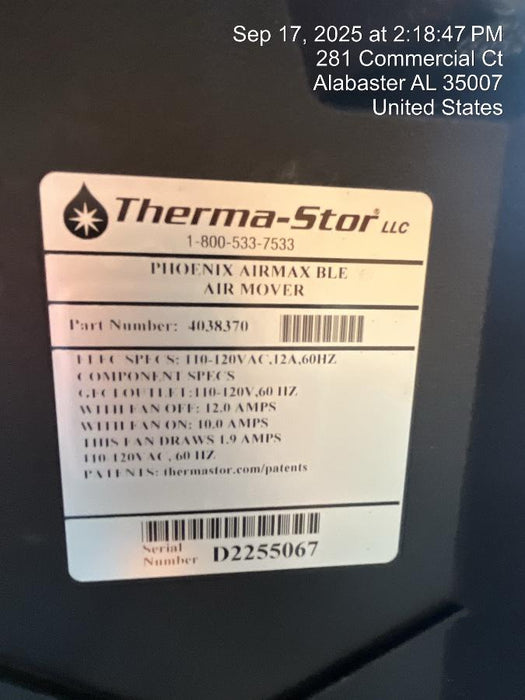 Sep 17, 2025 at 2:18:47 PM
281 Commercial Ct
Alabaster AL 35007
United States
Therma-Stor® LLC
1-800-533-7533
PHOENIX AIRMAX BLE
AIR MOVER
Part Number: 4038370
ELEC SPECS: 110-120VAC,12A,60HZ
COMPONENT SPECS
GFCI OUTLET:110-120V,60 HZ
WITH FAN OFF: 12.0 AMPS
WITH FAN ON: 10.0 AMPS
THIS FAN DRAWS 1.9 AMPS
110-120VAC , 60 HZ
PATENTS: thermastor.com/patents
Serial
Number D2255067